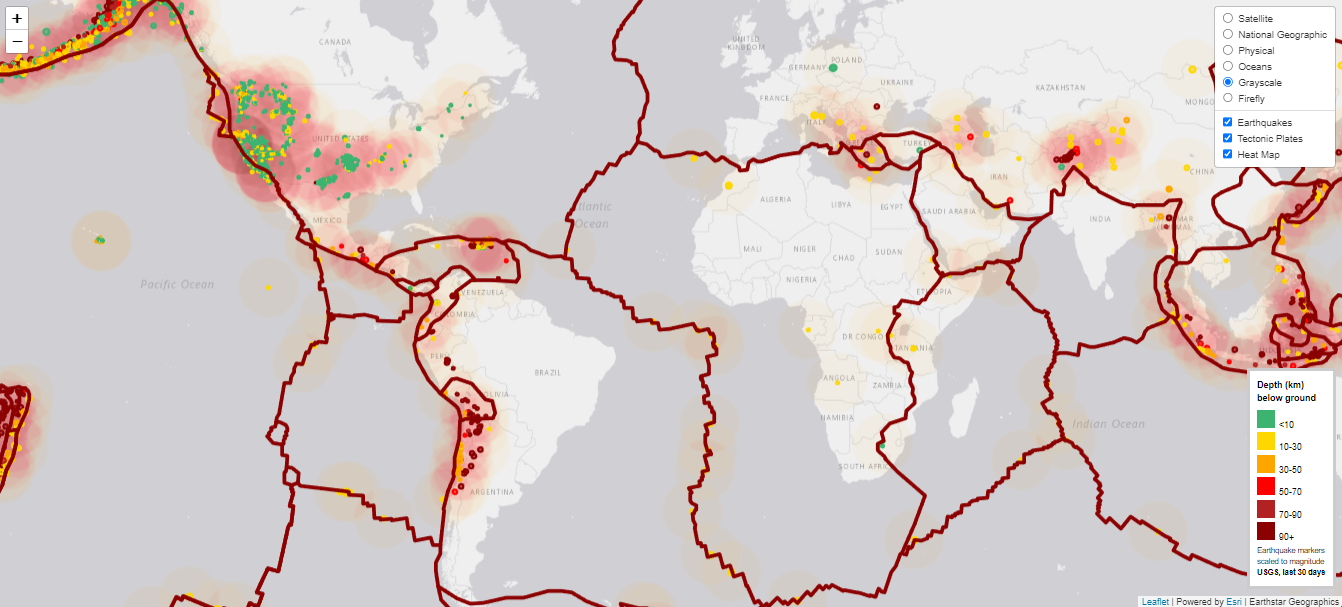 +
−
Satellite
National Geographic
Physical
Oceans
Grayscale
Firefly
Earthquakes
Tectonic Plates
Heat Map
CANADA
UNITED
KINGDOM
POLAND
GERMANY
UKRAINE
FRANCE
KAZAKHSTAN
MONGO
ITALY
UNITED STATES
TURKEY
CHINA
IRAN
ALGERIA
LIBYA
EGYPT
SAUDI ARABIA
Atlantic
Ocean
MEXICO
INDIA
MALI
NIGER
CHAD
SUDAN
NIGERIA
Pacific Ocean
VENEZUELA
COLOMBIA
ETHIOPIA
DR CONGO
TANZANIA
PERU
BRAZIL
BOLIVIA
ANGOLA
ZAMBIA
NAMIBIA
Indian Ocean
SOUTH AFRI
ARGENTINA
Depth (km)
below ground
<10
10-30
30-50
50-70
70-90
90+
Earthquake markers
scaled to magnitude
USGS, last 30 days
Leaflet | Powered by Esri | Earthstar Geographics